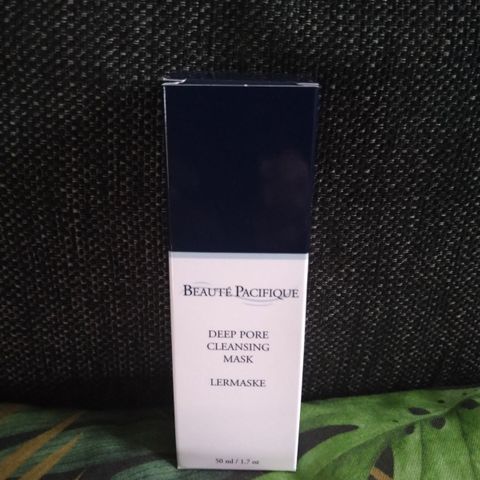 BEAUTÉ PACIFIQUE
DEEP PORE
CLEANSING
MASK
LERMASKE
50 ml / 1.7 oz